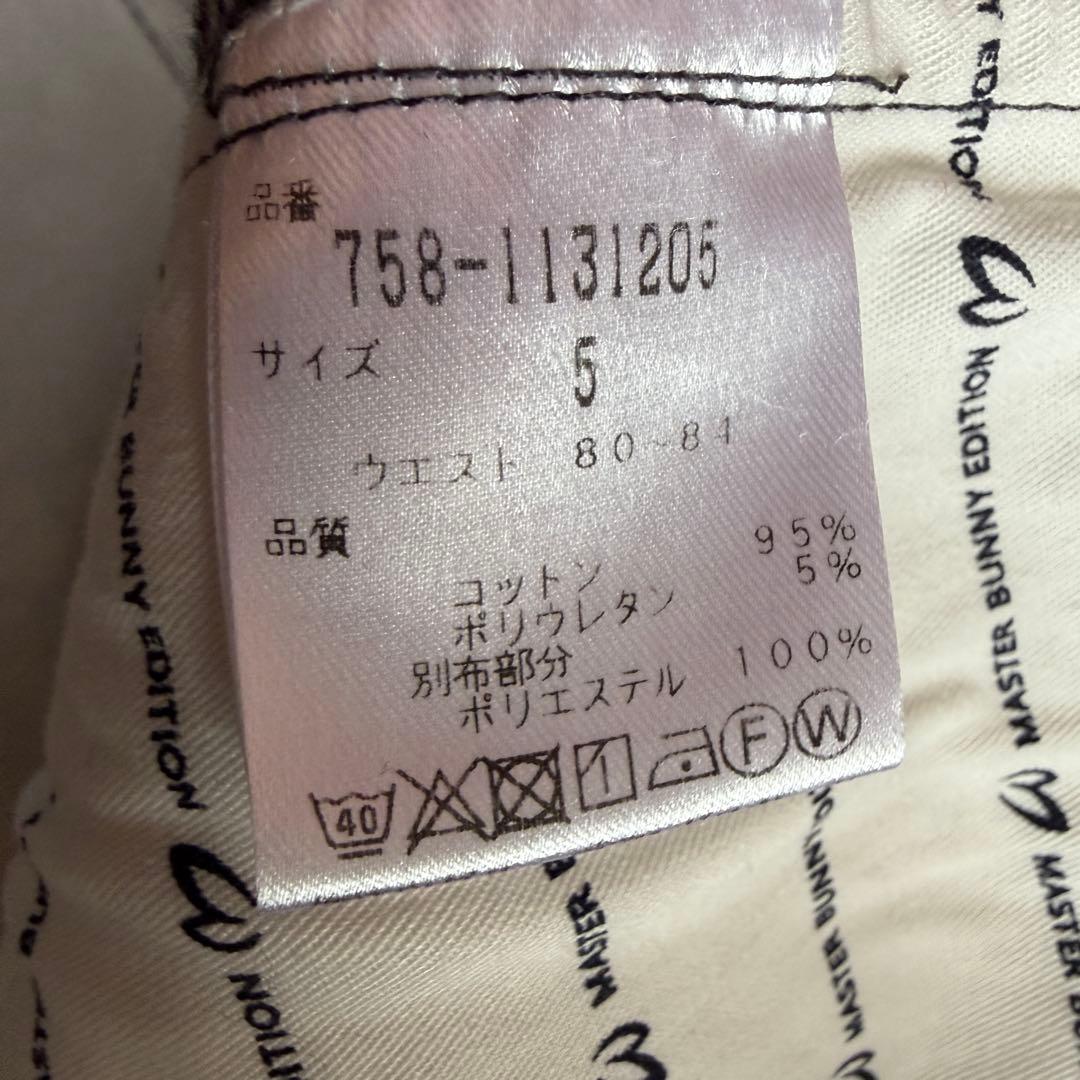 品番
758-1131205
サイズ 5
ウエスト 80~84
品質
コットン 95%
ポリウレタン 5%
別布部分
ポリエステル 100%
40
F
W
EDITION
MASTER BUNNY EDITION
BUNNY EDITION
MASTER
MASTER BUNNY
MASTER
MASTER